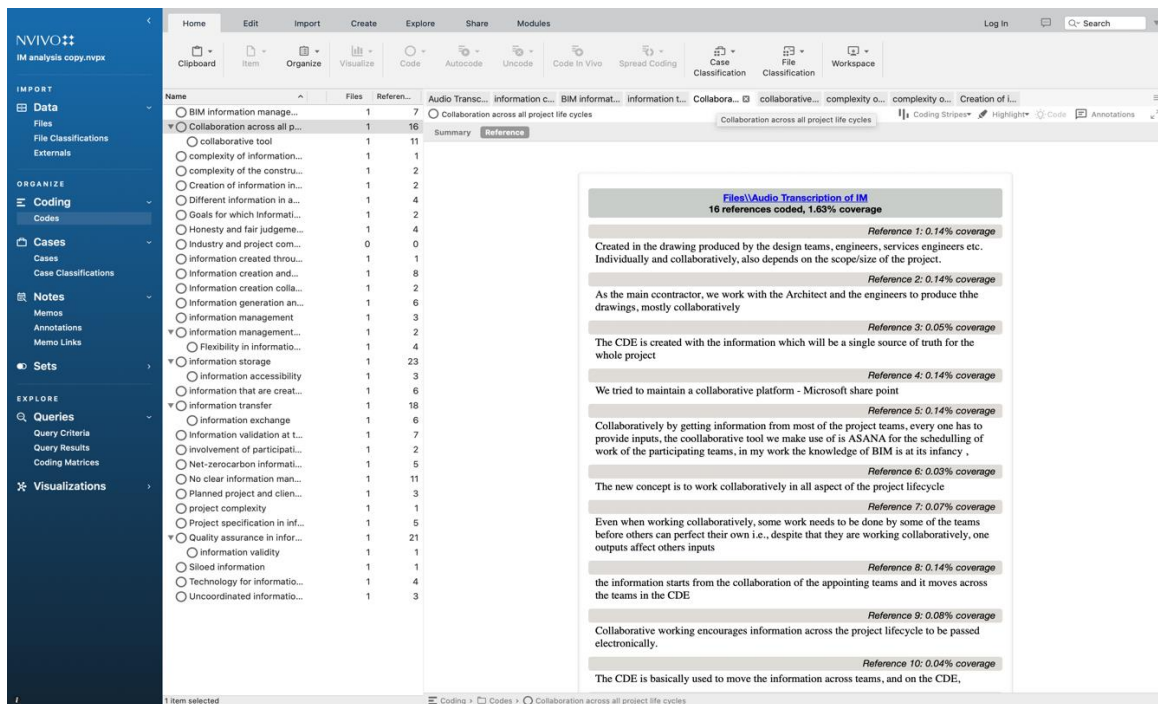 Home Edit Import Create Explore Share Modules Log In Search
NVIVO
IM analysis copy.nvpx
Clipboard Item Organize Visualize Code Autocode Uncode Code In Vivo Spread Coding Case Classification File Classification Workspace
IMPORT
Data
Files
File Classifications
Externals
ORGANIZE
Coding
Codes
Cases
Cases
Case Classifications
Notes
Memos
Annotations
Memo Links
Sets
EXPLORE
Queries
Query Criteria
Query Results
Coding Matrices
Visualizations
Name Files Referen...
BIM information manage... 1 7
Collaboration across all p... 1 16
collaborative tool 1 11
complexity of information... 1 1
complexity of the constru... 1 2
Creation of information in... 1 2
Different information in a... 1 4
Goals for which Informati... 1 2
Honesty and fair judgeme... 1 4
Industry and project com... 0 0
information created throu... 1 1
Information creation and... 1 8
Information creation colla... 1 2
Information generation an... 1 6
information management 1 3
information management... 1 2
Flexibility in informatio... 1 4
information storage 1 23
information accessibility 1 3
information that are creat... 1 6
information transfer 1 18
information exchange 1 6
Information validation at t... 1 7
involvement of participati... 1 2
Net-zerocarbon informati... 1 5
No clear information man... 1 11
Planned project and clien... 1 3
project complexity 1 1
Project specification in inf... 1 5
Quality assurance in infor... 1 21
information validity 1 1
Siloed information 1 1
Technology for informatio... 1 4
Uncoordinated informatio... 1 3
1 item selected
Audio Transc... information c... BIM informat... information t... Collabora... collaborative... complexity o... complexity o... Creation of i...
Collaboration across all project life cycles
Collaboration across all project life cycles
Coding Stripes Highlight Code Annotations
Summary Reference
Files\\Audio Transcription of IM
16 references coded, 1.63% coverage
Reference 1: 0.14% coverage
Created in the drawing produced by the design teams, engineers, services engineers etc.
Individually and collaboratively, also depends on the scope/size of the project.
Reference 2: 0.14% coverage
As the main ccontractor, we work with the Architect and the engineers to produce thhe
drawings, mostly collaboratively
Reference 3: 0.05% coverage
The CDE is created with the information which will be a single source of truth for the
whole project
Reference 4: 0.14% coverage
We tried to maintain a collaborative platform - Microsoft share point
Reference 5: 0.14% coverage
Collaboratively by getting information from most of the project teams, every one has to
provide inputs, the coollaborative tool we make use of is ASANA for the schedulling of
work of the participating teams, in my work the knowledge of BIM is at its infancy ,
Reference 6: 0.03% coverage
The new concept is to work collaboratively in all aspect of the project lifecycle
Reference 7: 0.07% coverage
Even when working collaboratively, some work needs to be done by some of the teams
before others can perfect their own i.e., despite that they are working collaboratively, one
outputs affect others inputs
Reference 8: 0.14% coverage
the information starts from the collaboration of the appointing teams and it moves across
the teams in the CDE
Reference 9: 0.08% coverage
Collaborative working encourages information across the project lifecycle to be passed
electronically.
Reference 10: 0.04% coverage
The CDE is basically used to move the information across teams, and on the CDE,
Coding > Codes > Collaboration across all project life cycles